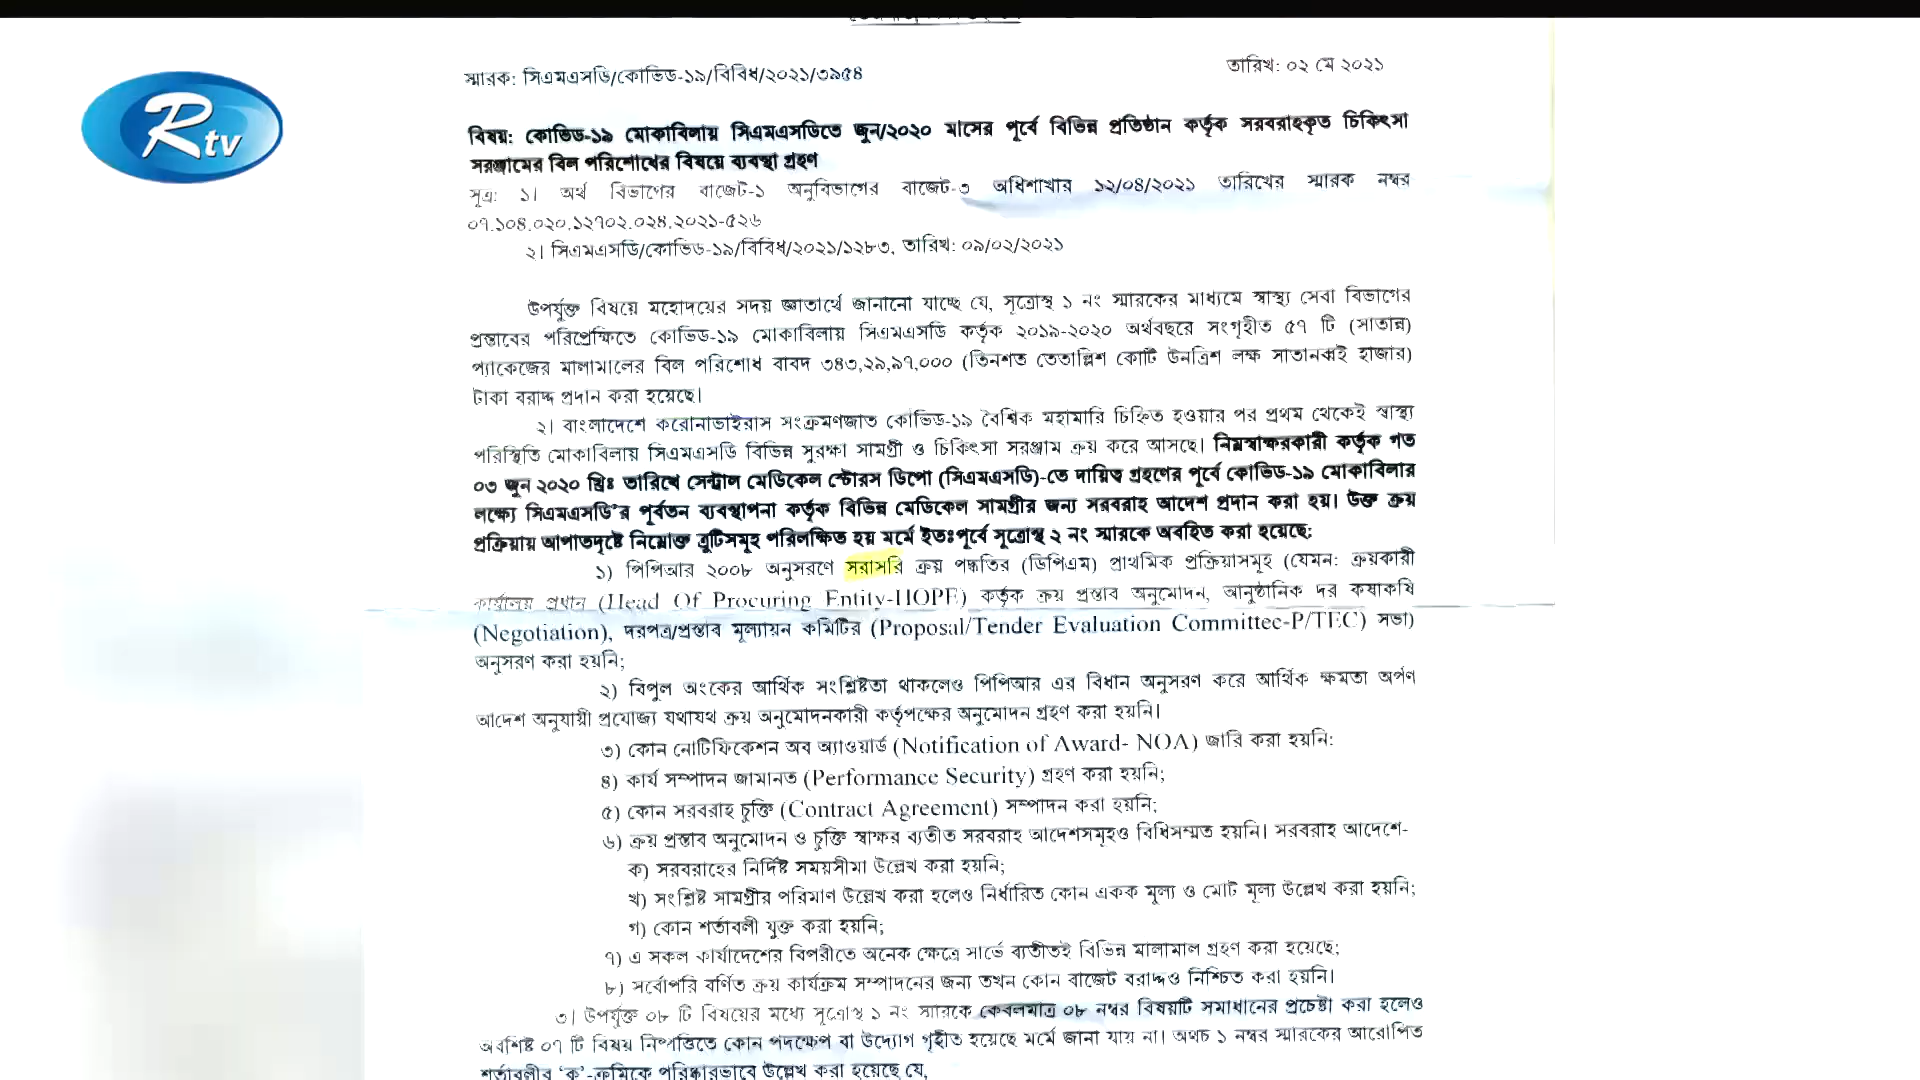 Rtv
স্মারক: সিএমএসডি/কোভিড-১৯/বিবিধ/২০২১/৩৯৫৪
তারিখ: ০২ মে ২০২১
বিষয়: কোভিড-১৯ মোকাবিলায় সিএমএসডিতে জুন/২০২০ মাসের পূর্বে বিভিন্ন প্রতিষ্ঠান কর্তৃক সরবরাহকৃত চিকিৎসা
সরঞ্জামের বিল পরিশোধের বিষয়ে ব্যবস্থা গ্রহণ
সূত্র: ১। অর্থ বিভাগের বাজেট-১ অনুবিভাগের বাজেট-৩ অধিশাখার ১২/০৪/২০২১ তারিখের স্মারক নম্বর
০৭.১০৪.০২০.১২৭০২.০২৪.২০২১-৫২৬
২। সিএমএসডি/কোভিড-১৯/বিবিধ/২০২১/১২৮৩, তারিখ: ০৯/০২/২০২১
উপর্যুক্ত বিষয়ে মহোদয়ের সদয় জ্ঞাতার্থে জানানো যাচ্ছে যে, সূত্রোস্থ ১ নং স্মারকের মাধ্যমে স্বাস্থ্য সেবা বিভাগের
প্রস্তাবের পরিপ্রেক্ষিতে কোভিড-১৯ মোকাবিলায় সিএমএসডি কর্তৃক ২০১৯-২০২০ অর্থবছরে সংগৃহীত ৫৭ টি (সাতান্ন)
প্যাকেজের মালামালের বিল পরিশোধ বাবদ ৩৪৩,২৯,৯৭,০০০ (তিনশত তেতাল্লিশ কোটি উনত্রিশ লক্ষ সাতানব্বই হাজার)
টাকা বরাদ্দ প্রদান করা হয়েছে।
২। বাংলাদেশে করোনাভাইরাস সংক্রমণজাত কোভিড-১৯ বৈশ্বিক মহামারি চিহ্নিত হওয়ার পর প্রথম থেকেই স্বাস্থ্য
পরিস্থিতি মোকাবিলায় সিএমএসডি বিভিন্ন সুরক্ষা সামগ্রী ও চিকিৎসা সরঞ্জাম ক্রয় করে আসছে। নিম্নস্বাক্ষরকারী কর্তৃক গত
০৩ জুন ২০২০ খ্রিঃ তারিখে সেন্ট্রাল মেডিকেল স্টোরস ডিপো (সিএমএসডি)-তে দায়িত্ব গ্রহণের পূর্বে কোভিড-১৯ মোকাবিলার
লক্ষ্যে সিএমএসডি'র পূর্বতন ব্যবস্থাপনা কর্তৃক বিভিন্ন মেডিকেল সামগ্রীর জন্য সরবরাহ আদেশ প্রদান করা হয়। উক্ত ক্রয়
প্রক্রিয়ায় আপাতদৃষ্টে নিম্নোক্ত ত্রুটিসমূহ পরিলক্ষিত হয় মর্মে ইতঃপূর্বে সূত্রোস্থ ২ নং স্মারকে অবহিত করা হয়েছে:
১) পিপিআর ২০০৮ অনুসরণে সরাসরি ক্রয় পদ্ধতির (ডিপিএম) প্রাথমিক প্রক্রিয়াসমূহ (যেমন: ক্রয়কারী
কার্যালয় প্রধান (Head Of Procuring Entity-HOPE) কর্তৃক ক্রয় প্রস্তাব অনুমোদন, আনুষ্ঠানিক দর কষাকষি
(Negotiation), দরপত্র/প্রস্তাব মূল্যায়ন কমিটির (Proposal/Tender Evaluation Committee-P/TEC) সভা)
অনুসরণ করা হয়নি;
২) বিপুল অংকের আর্থিক সংশ্লিষ্টতা থাকলেও পিপিআর এর বিধান অনুসরণ করে আর্থিক ক্ষমতা অর্পণ
আদেশ অনুযায়ী প্রযোজ্য যথাযথ ক্রয় অনুমোদনকারী কর্তৃপক্ষের অনুমোদন গ্রহণ করা হয়নি।
৩) কোন নোটিফিকেশন অব অ্যাওয়ার্ড (Notification of Award- NOA) জারি করা হয়নি:
৪) কার্য সম্পাদন জামানত (Performance Security) গ্রহণ করা হয়নি;
৫) কোন সরবরাহ চুক্তি (Contract Agreement) সম্পাদন করা হয়নি;
৬) ক্রয় প্রস্তাব অনুমোদন ও চুক্তি স্বাক্ষর ব্যতীত সরবরাহ আদেশসমূহও বিধিসম্মত হয়নি। সরবরাহ আদেশে-
ক) সরবরাহের নির্দিষ্ট সময়সীমা উল্লেখ করা হয়নি;
খ) সংশ্লিষ্ট সামগ্রীর পরিমাণ উল্লেখ করা হলেও নির্ধারিত কোন একক মূল্য ও মোট মূল্য উল্লেখ করা হয়নি;
গ) কোন শর্তাবলী যুক্ত করা হয়নি;
৭) এ সকল কার্যাদেশের বিপরীতে অনেক ক্ষেত্রে সার্ভে ব্যতীতই বিভিন্ন মালামাল গ্রহণ করা হয়েছে;
৮) সর্বোপরি বর্ণিত ক্রয় কার্যক্রম সম্পাদনের জন্য তখন কোন বাজেট বরাদ্দও নিশ্চিত করা হয়নি।
৩। উপর্যুক্ত ০৮ টি বিষয়ের মধ্যে সূত্রোস্থ ১ নং স্মারকে কেবলমাত্র ০৮ নম্বর বিষয়টি সমাধানের প্রচেষ্টা করা হলেও
অবশিষ্ট ০৭ টি বিষয় নিষ্পত্তিতে কোন পদক্ষেপ বা উদ্যোগ গৃহীত হয়েছে মর্মে জানা যায় না। অথচ ১ নম্বর স্মারকের আরোপিত
শর্তাবলীর 'ক'-ক্রমিকে পরিষ্কারভাবে উল্লেখ করা হয়েছে যে,